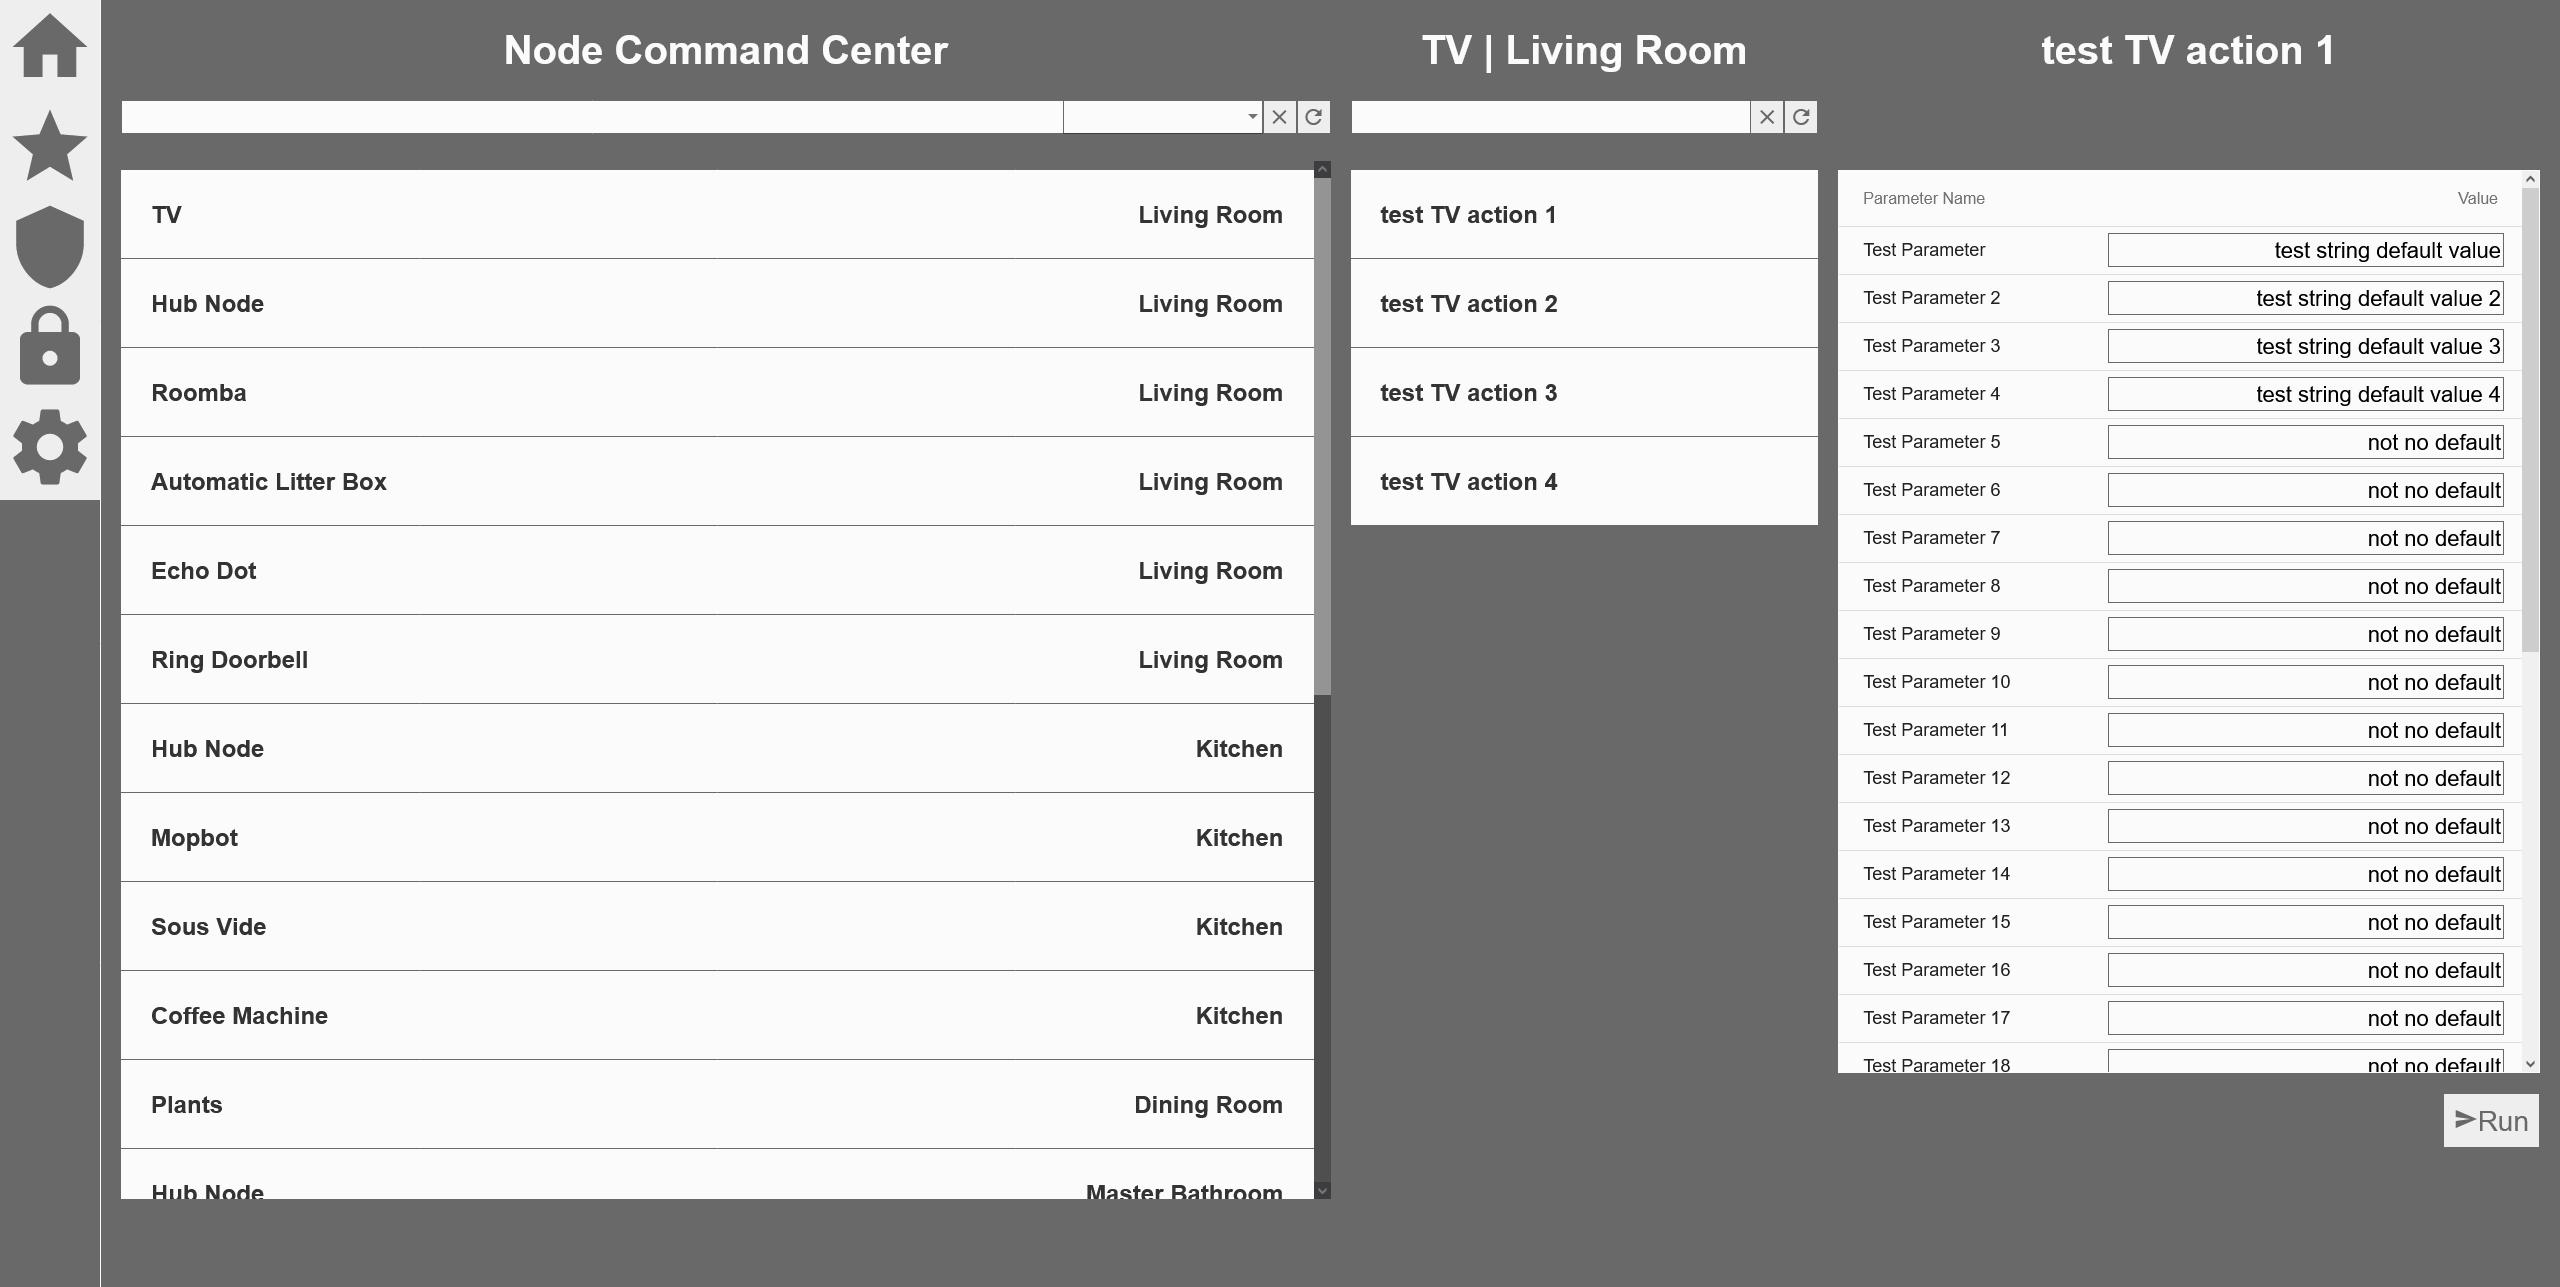 Node Command Center
TV | Living Room
test TV action 1
TV Living Room
Hub Node Living Room
Roomba Living Room
Automatic Litter Box Living Room
Echo Dot Living Room
Ring Doorbell Living Room
Hub Node Kitchen
Mopbot Kitchen
Sous Vide Kitchen
Coffee Machine Kitchen
Plants Dining Room
Hub Node Master Bathroom
test TV action 1
test TV action 2
test TV action 3
test TV action 4
Parameter Name Value
Test Parameter test string default value
Test Parameter 2 test string default value 2
Test Parameter 3 test string default value 3
Test Parameter 4 test string default value 4
Test Parameter 5 not no default
Test Parameter 6 not no default
Test Parameter 7 not no default
Test Parameter 8 not no default
Test Parameter 9 not no default
Test Parameter 10 not no default
Test Parameter 11 not no default
Test Parameter 12 not no default
Test Parameter 13 not no default
Test Parameter 14 not no default
Test Parameter 15 not no default
Test Parameter 16 not no default
Test Parameter 17 not no default
Test Parameter 18 not no default
Run